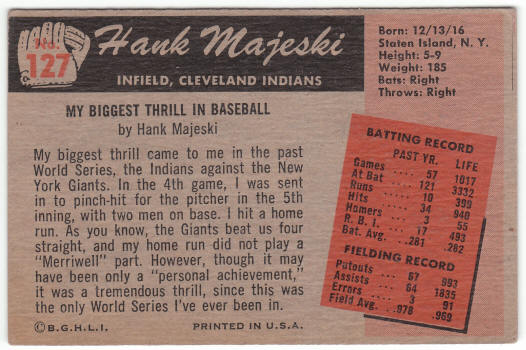 No.
127
Hank Majeski
INFIELD, CLEVELAND INDIANS
Born: 12/13/16
Staten Island, N. Y.
Height: 5-9
Weight: 185
Bats: Right
Throws: Right
MY BIGGEST THRILL IN BASEBALL
by Hank Majeski
My biggest thrill came to me in the past
World Series, the Indians against the
New York Giants. In the 4th game, I was sent
in to pinch-hit for the pitcher in the 5th
inning, with two men on base. I hit a home
run. As you know, the Giants beat us four
straight, and my home run did not play a
"Merriwell" part. However, though it may
have been only a "personal achievement,"
it was a tremendous thrill, since this was
the only World Series I've ever been in.
BATTING RECORD
PAST YR. LIFE
Games . . . 57 1017
At Bat . . . 121 3332
Runs . . . 10 399
Hits . . . 34 940
Homers . . . 3 55
R. B. I. . . . 17 493
Bat. Avg. . . .281 .282
FIELDING RECORD
Putouts . . . 67 993
Assists . . . 64 1835
Errors . . . 3 91
Field Avg. . .978 .969
©B.G.H.L.I. PRINTED IN U.S.A.